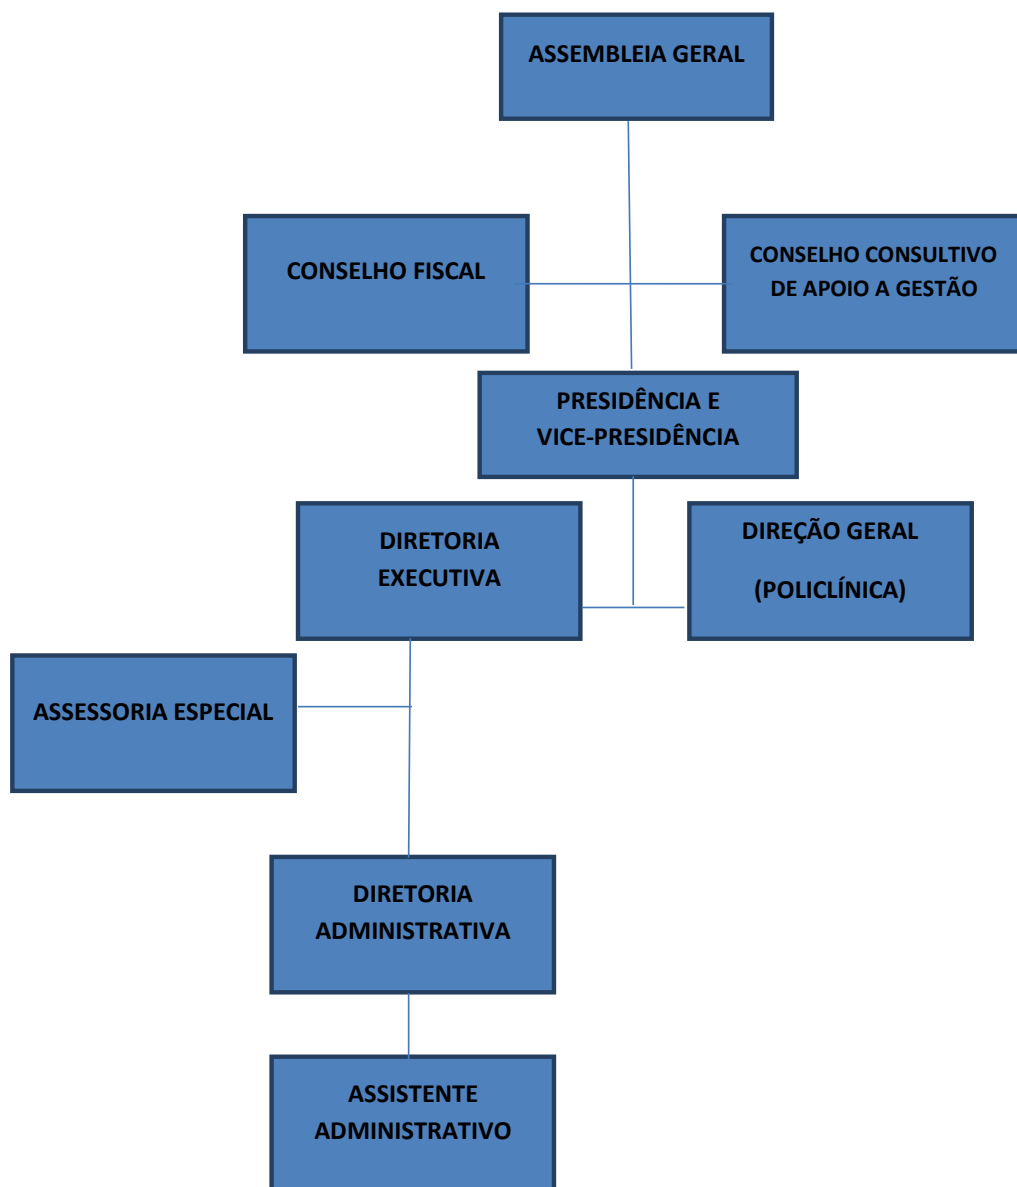 ASSEMBLEIA GERAL
CONSELHO FISCAL
CONSELHO CONSULTIVO
DE APOIO A GESTÃO
PRESIDÊNCIA E
VICE-PRESIDÊNCIA
DIRETORIA
EXECUTIVA
DIREÇÃO GERAL
(POLICLÍNICA)
ASSESSORIA ESPECIAL
DIRETORIA
ADMINISTRATIVA
ASSISTENTE
ADMINISTRATIVO